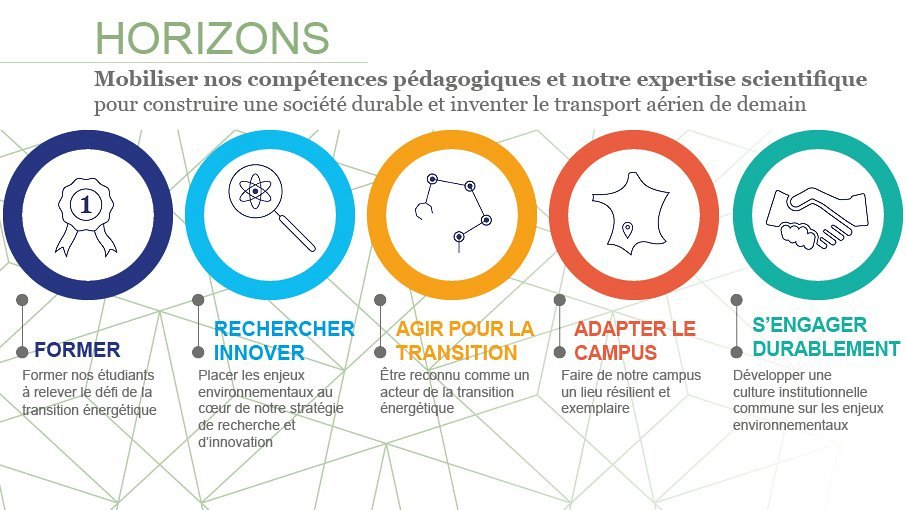 HORIZONS
Mobiliser nos compétences pédagogiques et notre expertise scientifique
pour construire une société durable et inventer le transport aérien de demain
1
FORMER
Former nos étudiants
à relever le défi de la
transition énergétique
RECHERCHER
INNOVER
Placer les enjeux
environnementaux au
cœur de notre stratégie
de recherche et
d'innovation
AGIR POUR LA
TRANSITION
Être reconnu comme un
acteur de la transition
énergétique
ADAPTER LE
CAMPUS
Faire de notre campus
un lieu résilient et
exemplaire
S'ENGAGER
DURABLEMENT
Développer une
culture institutionnelle
commune sur les enjeux
environnementaux